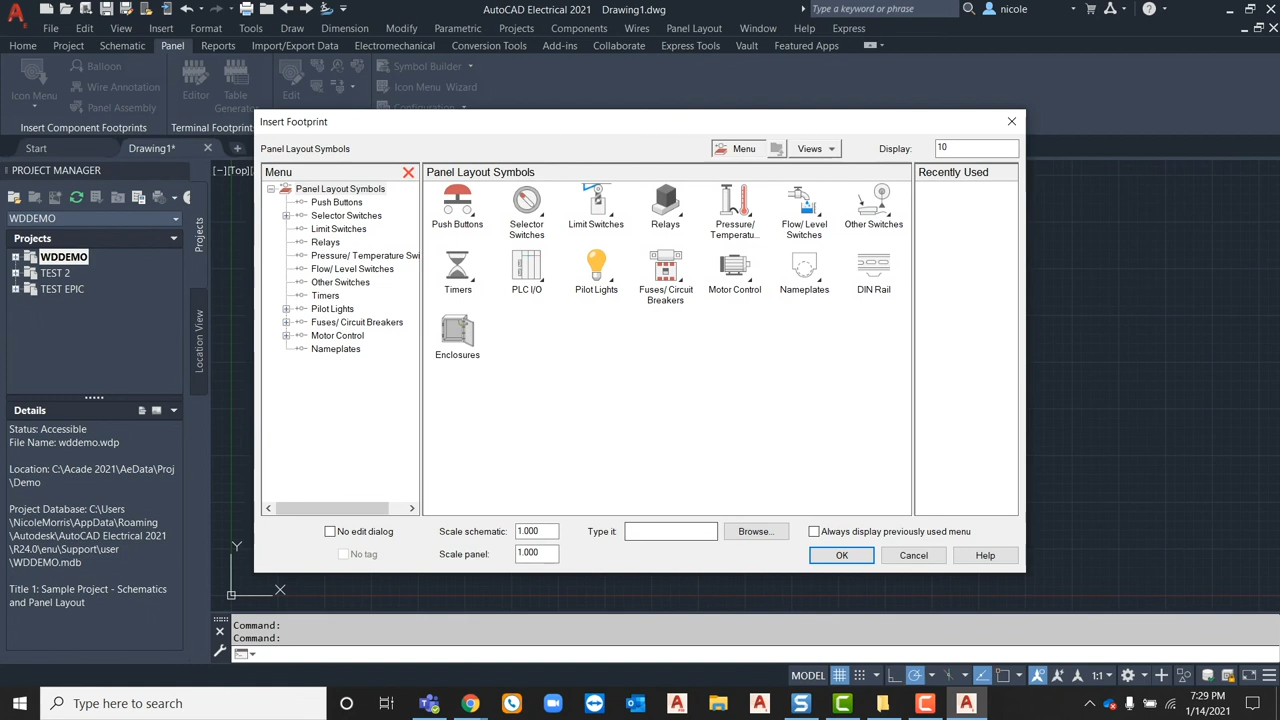 AutoCAD Electrical 2021 Drawing1.dwg
Type a keyword or phrase
nicole
File Edit View Insert Format Tools Draw Dimension Modify Parametric Projects Components Wires Panel Layout Window Help Express
Home Project Schematic Panel Reports Import/Export Data Electromechanical Conversion Tools Add-ins Collaborate Express Tools Vault Featured Apps
Icon Menu
Balloon
Wire Annotation
Panel Assembly
Editor
Table Generator
Edit
Symbol Builder
Icon Menu Wizard
Configuration
Insert Component Footprints
Terminal Footprint
Start
Drawing1*
PROJECT MANAGER
WDDEMO
Projects
WDDEMO
TEST 2
TEST EPIC
Projects
Location View
Details
Status: Accessible
File Name: wddemo.wdp
Location: C:\Acade 2021\AeData\Proj
\Demo
Project Database: C:\Users
\NicoleMorris\AppData\Roaming
\Autodesk\AutoCAD Electrical 2021
\R24.0\enu\Support\user
\WDDEMO.mdb
Title 1: Sample Project - Schematics
and Panel Layout
[-][Top]
Insert Footprint
Panel Layout Symbols
Menu
Views
Display:
10
Menu
Panel Layout Symbols
Push Buttons
Selector Switches
Limit Switches
Relays
Pressure/ Temperature Swi
Flow/ Level Switches
Other Switches
Timers
Pilot Lights
Fuses/ Circuit Breakers
Motor Control
Nameplates
Panel Layout Symbols
Push Buttons
Selector Switches
Limit Switches
Relays
Pressure/ Temperatu...
Flow/ Level Switches
Other Switches
Timers
PLC I/O
Pilot Lights
Fuses/ Circuit Breakers
Motor Control
Nameplates
DIN Rail
Enclosures
Recently Used
No edit dialog
No tag
Scale schematic: 1.000
Scale panel: 1.000
Type it:
Browse...
Always display previously used menu
OK Cancel Help
Y
X
Command:
Command:
MODEL
1:1
Type here to search
7:29 PM
1/14/2021